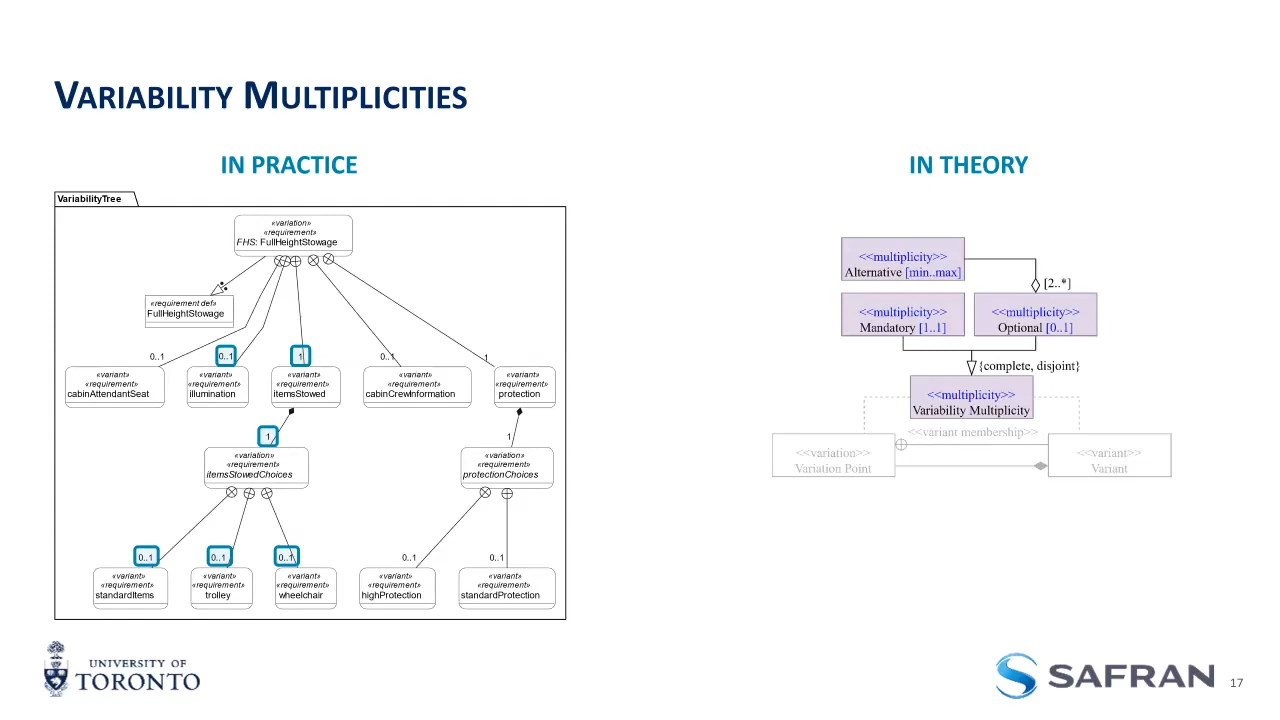 VARIABILITY MULTIPLICITIES
IN PRACTICE
IN THEORY
VariabilityTree
«variation»
«requirement»
FHS: FullHeightStowage
«requirement def»
FullHeightStowage
0..1
0..1
1
0..1
1
«variant»
«requirement»
cabinAttendantSeat
«variant»
«requirement»
illumination
«variant»
«requirement»
itemsStowed
«variant»
«requirement»
cabinCrewInformation
«variant»
«requirement»
protection
1
1
«variation»
«requirement»
itemsStowedChoices
«variation»
«requirement»
protectionChoices
0..1
0..1
0..1
0..1
0..1
«variant»
«requirement»
standardItems
«variant»
«requirement»
trolley
«variant»
«requirement»
wheelchair
«variant»
«requirement»
highProtection
«variant»
«requirement»
standardProtection
<<multiplicity>>
Alternative [min..max]
[2..*]
<<multiplicity>>
Mandatory [1..1]
<<multiplicity>>
Optional [0..1]
{complete, disjoint}
<<multiplicity>>
Variability Multiplicity
<<variant membership>>
<<variation>>
Variation Point
<<variant>>
Variant
UNIVERSITY OF
TORONTO
SAFRAN
17